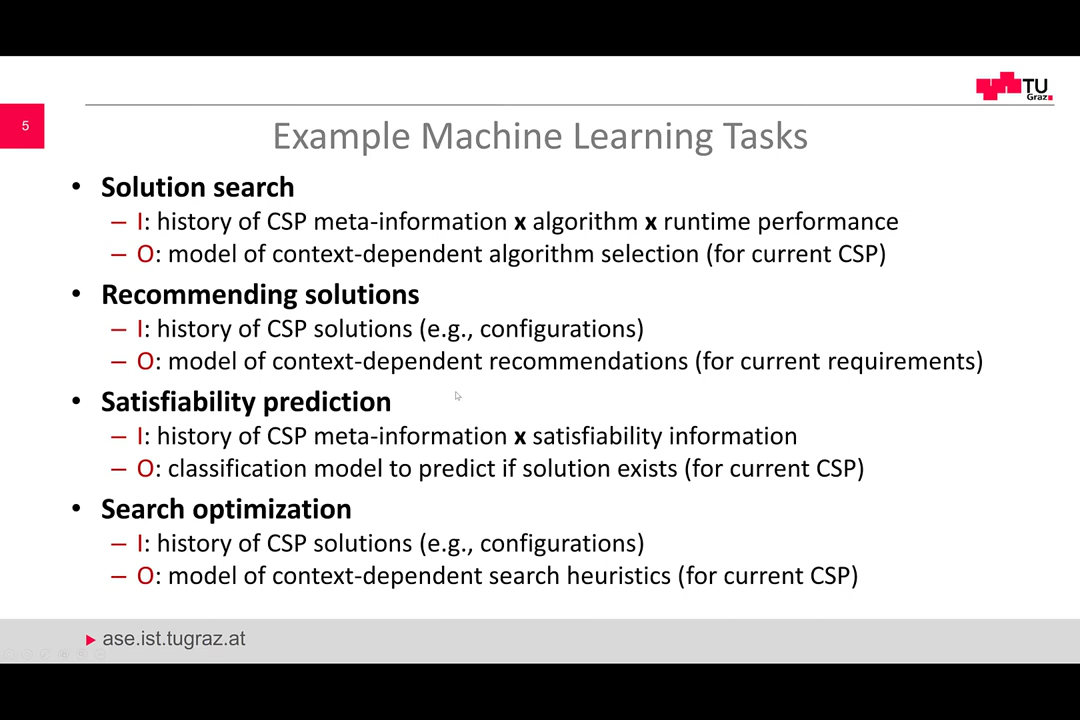 TU
Graz
5
Example Machine Learning Tasks
• Solution search
– I: history of CSP meta-information x algorithm x runtime performance
– O: model of context-dependent algorithm selection (for current CSP)
• Recommending solutions
– I: history of CSP solutions (e.g., configurations)
– O: model of context-dependent recommendations (for current requirements)
• Satisfiability prediction
– I: history of CSP meta-information x satisfiability information
– O: classification model to predict if solution exists (for current CSP)
• Search optimization
– I: history of CSP solutions (e.g., configurations)
– O: model of context-dependent search heuristics (for current CSP)
ase.ist.tugraz.at